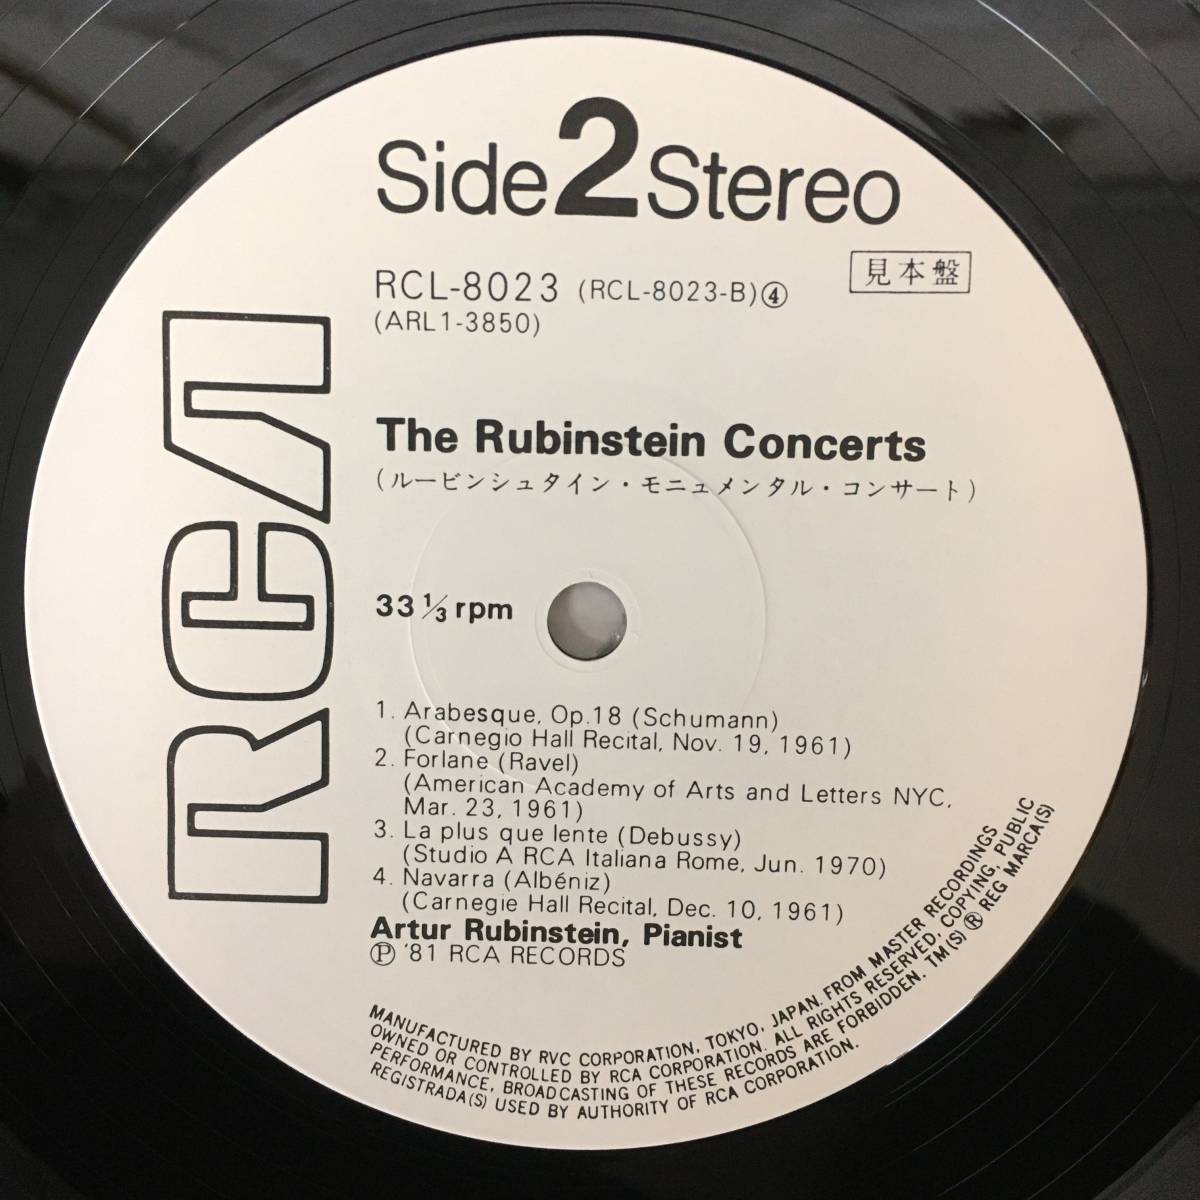 Side 2 Stereo
RCL-8023 (RCL-8023-B)④
見本盤
(ARL1-3850)
RCA
The Rubinstein Concerts
(ルービンシュタイン・モニュメンタル・コンサート)
33 1/3 rpm
1. Arabesque, Op.18 (Schumann)
(Carnegio Hall Recital, Nov. 19, 1961)
2. Forlane (Ravel)
(American Academy of Arts and Letters NYC,
Mar. 23, 1961)
3. La plus que lente (Debussy)
(Studio A RCA Italiana Rome, Jun. 1970)
4. Navarra (Albéniz)
(Carnegie Hall Recital, Dec. 10, 1961)
Artur Rubinstein, Pianist
Ⓟ '81 RCA RECORDS
MANUFACTURED BY RVC CORPORATION, TOKYO, JAPAN. FROM MASTER RECORDINGS
OWNED OR CONTROLLED BY RCA CORPORATION. ALL RIGHTS RESERVED, COPYING, PUBLIC
PERFORMANCE, BROADCASTING OF THESE RECORDS ARE FORBIDDEN. TM(S) ® REG MARCA(S)
REGISTRADA(S) USED BY AUTHORITY OF RCA CORPORATION.